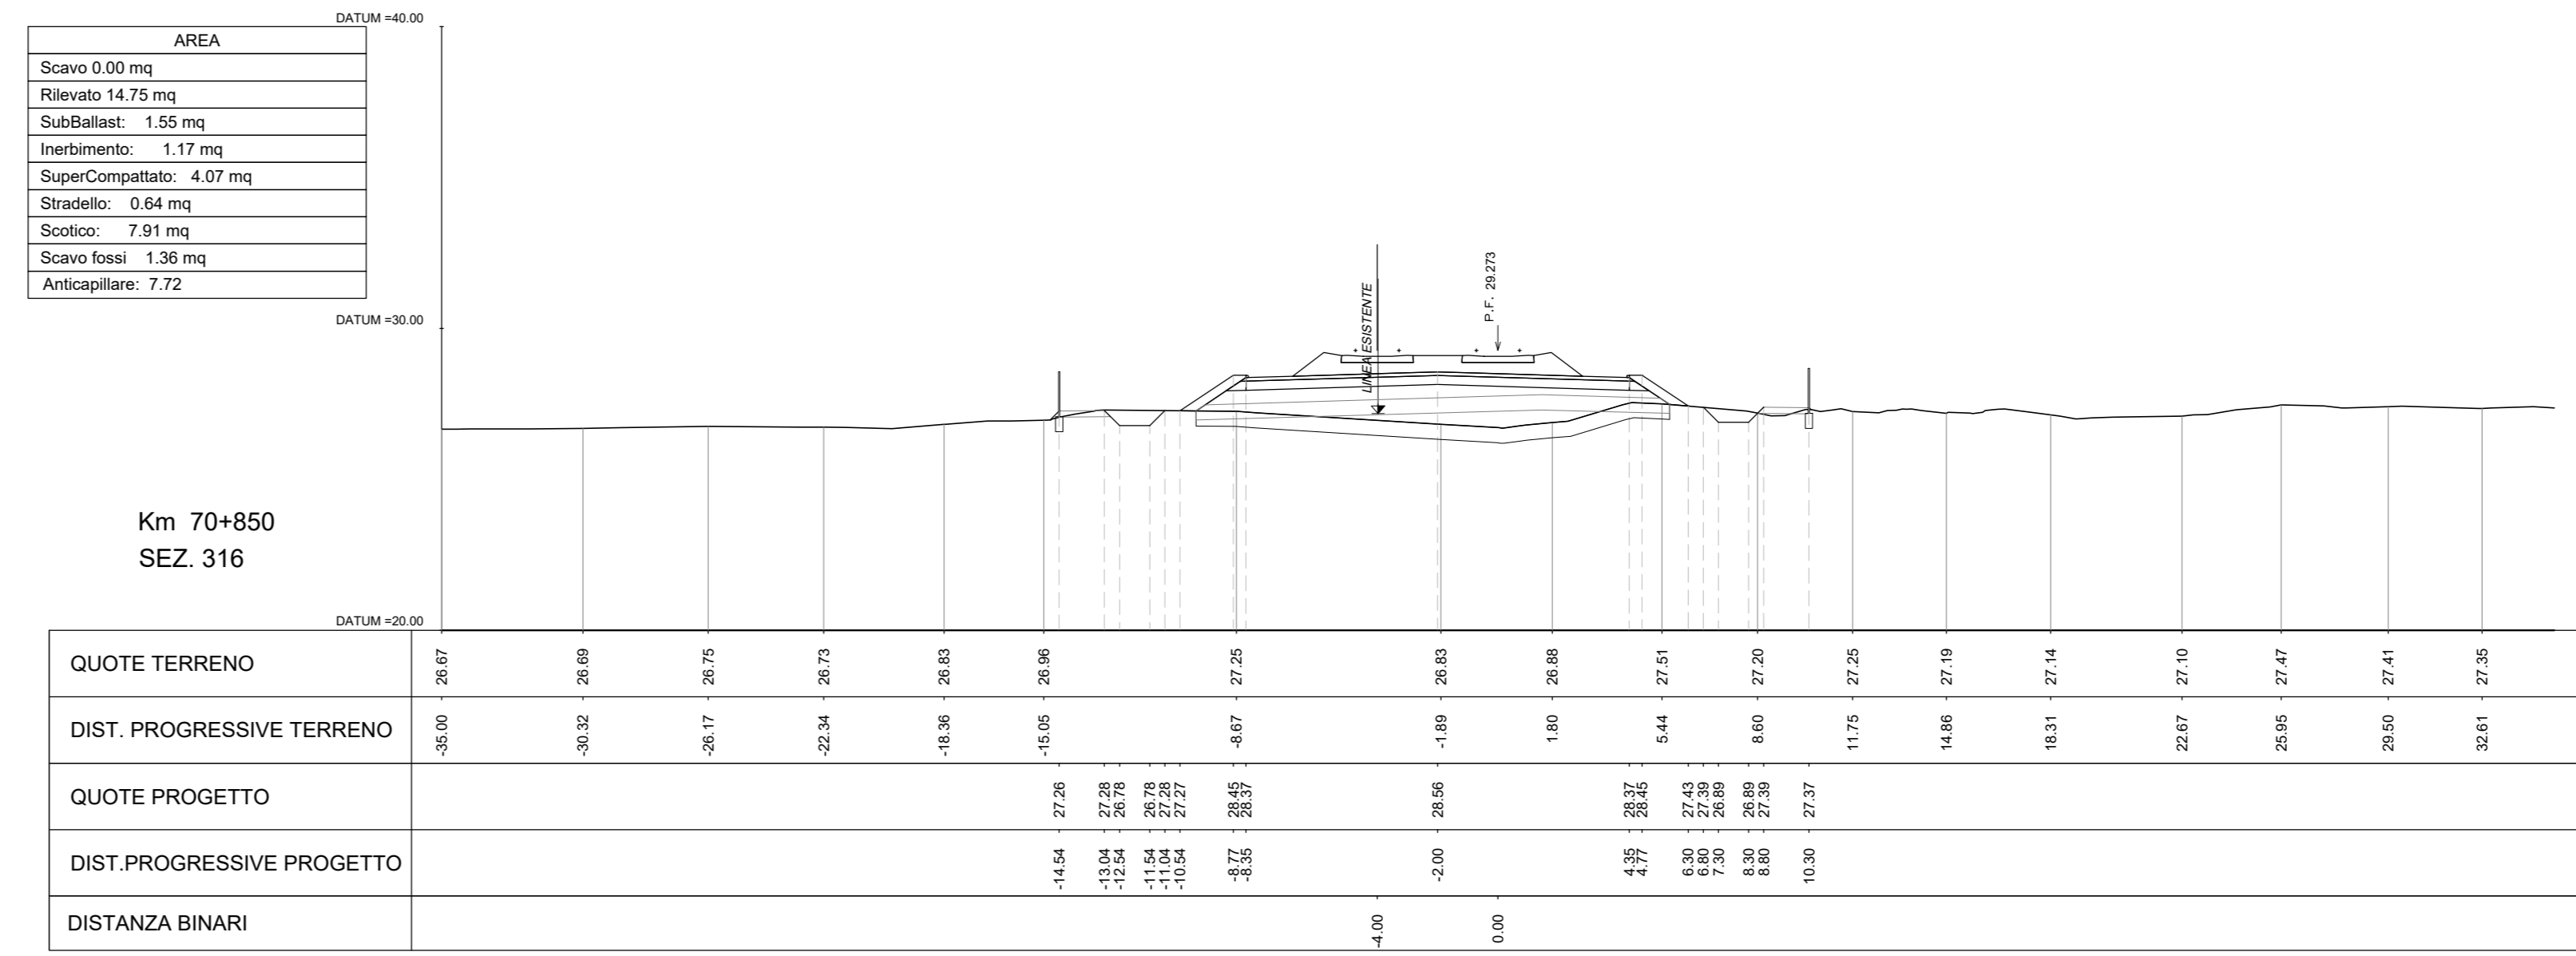 DATUM =40.00
AREA
Scavo 0.00 mq
Rilevato 14.75 mq
SubBallast: 1.55 mq
Inerbimento: 1.17 mq
SuperCompattato: 4.07 mq
Stradello: 0.64 mq
Scotico: 7.91 mq
Scavo fossi 1.36 mq
Anticapillare: 7.72
DATUM =30.00
LINEA ESISTENTE
P.F. 29.273
Km 70+850
SEZ. 316
DATUM =20.00
QUOTE TERRENO 26.67 26.69 26.75 26.73 26.83 26.96 27.25 26.83 26.88 27.51 27.20 27.25 27.19 27.14 27.10 27.47 27.41 27.35
DIST. PROGRESSIVE TERRENO -35.00 -30.32 -26.17 -22.34 -18.36 -15.05 -8.67 -1.89 1.80 5.44 8.60 11.75 14.86 18.31 22.67 25.95 29.50 32.61
QUOTE PROGETTO 27.26 27.28 26.78 26.78 27.28 27.27 28.45 28.37 28.56 28.37 28.45 27.43 27.39 26.89 26.89 27.39 27.37
DIST.PROGRESSIVE PROGETTO -14.54 -13.04 -12.54 -11.54 -11.04 -10.54 -8.77 -8.35 -2.00 4.35 4.77 6.30 6.80 7.30 8.30 8.80 10.30
DISTANZA BINARI -4.00 0.00